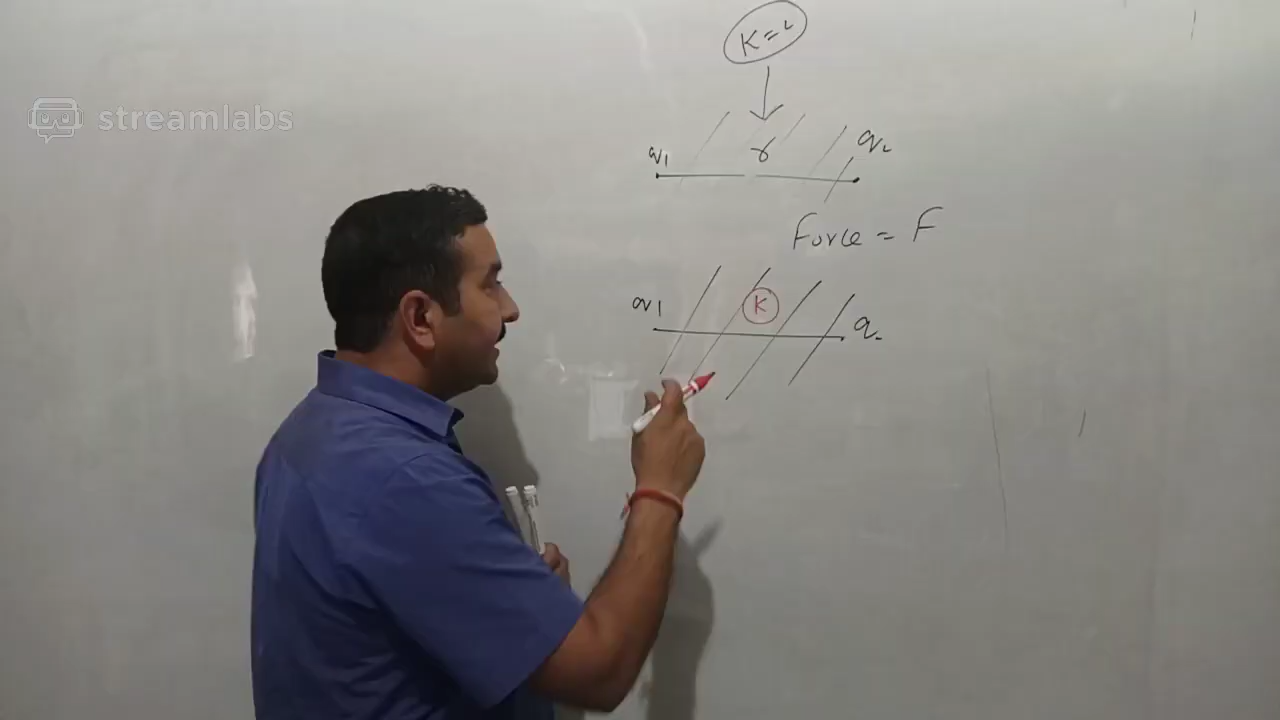 streamlabs
K=2
q1 r q2
Force = F
q1 K q2